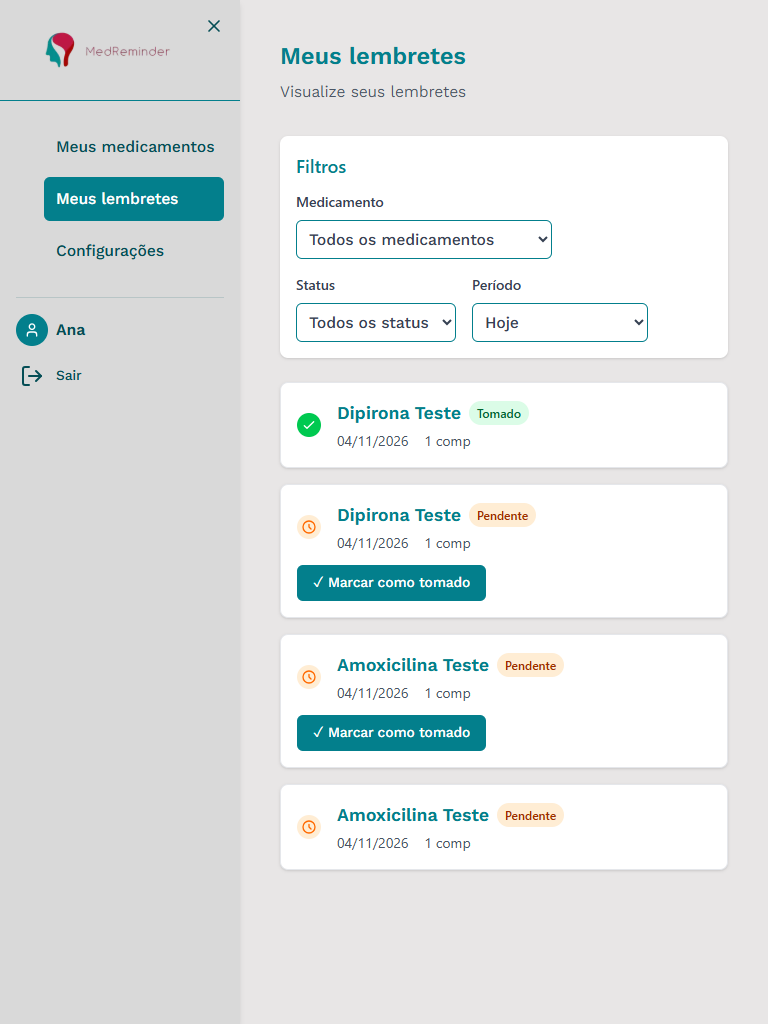 MedReminder
Meus medicamentos
Meus lembretes
Configurações
Ana
Sair
Meus lembretes
Visualize seus lembretes
Filtros
Medicamento
Todos os medicamentos
Status Período
Todos os status Hoje
Dipirona Teste Tomado
04/11/2026 1 comp
Dipirona Teste Pendente
04/11/2026 1 comp
✓ Marcar como tomado
Amoxicilina Teste Pendente
04/11/2026 1 comp
✓ Marcar como tomado
Amoxicilina Teste Pendente
04/11/2026 1 comp